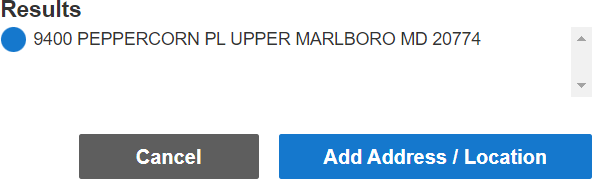 Results
9400 PEPPERCORN PL UPPER MARLBORO MD 20774
Cancel
Add Address / Location